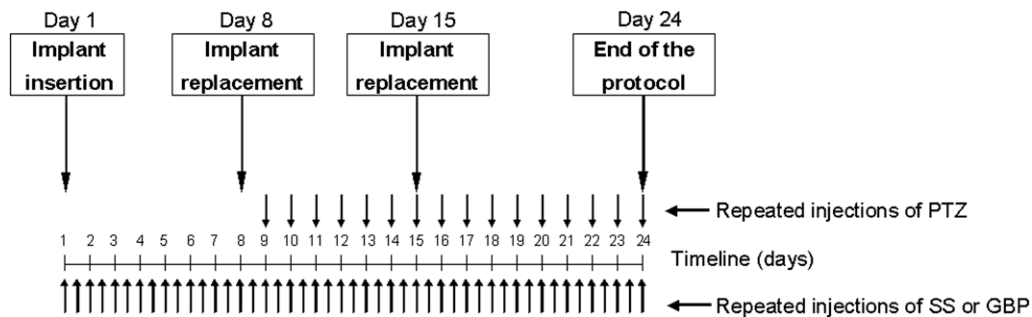 Day 1
Day 8
Day 15
Day 24
Implant
insertion
Implant
replacement
Implant
replacement
End of the
protocol
Repeated injections of PTZ
1 2 3 4 5 6 7 8 9 10 11 12 13 14 15 16 17 18 19 20 21 22 23 24
Timeline (days)
Repeated injections of SS or GBP